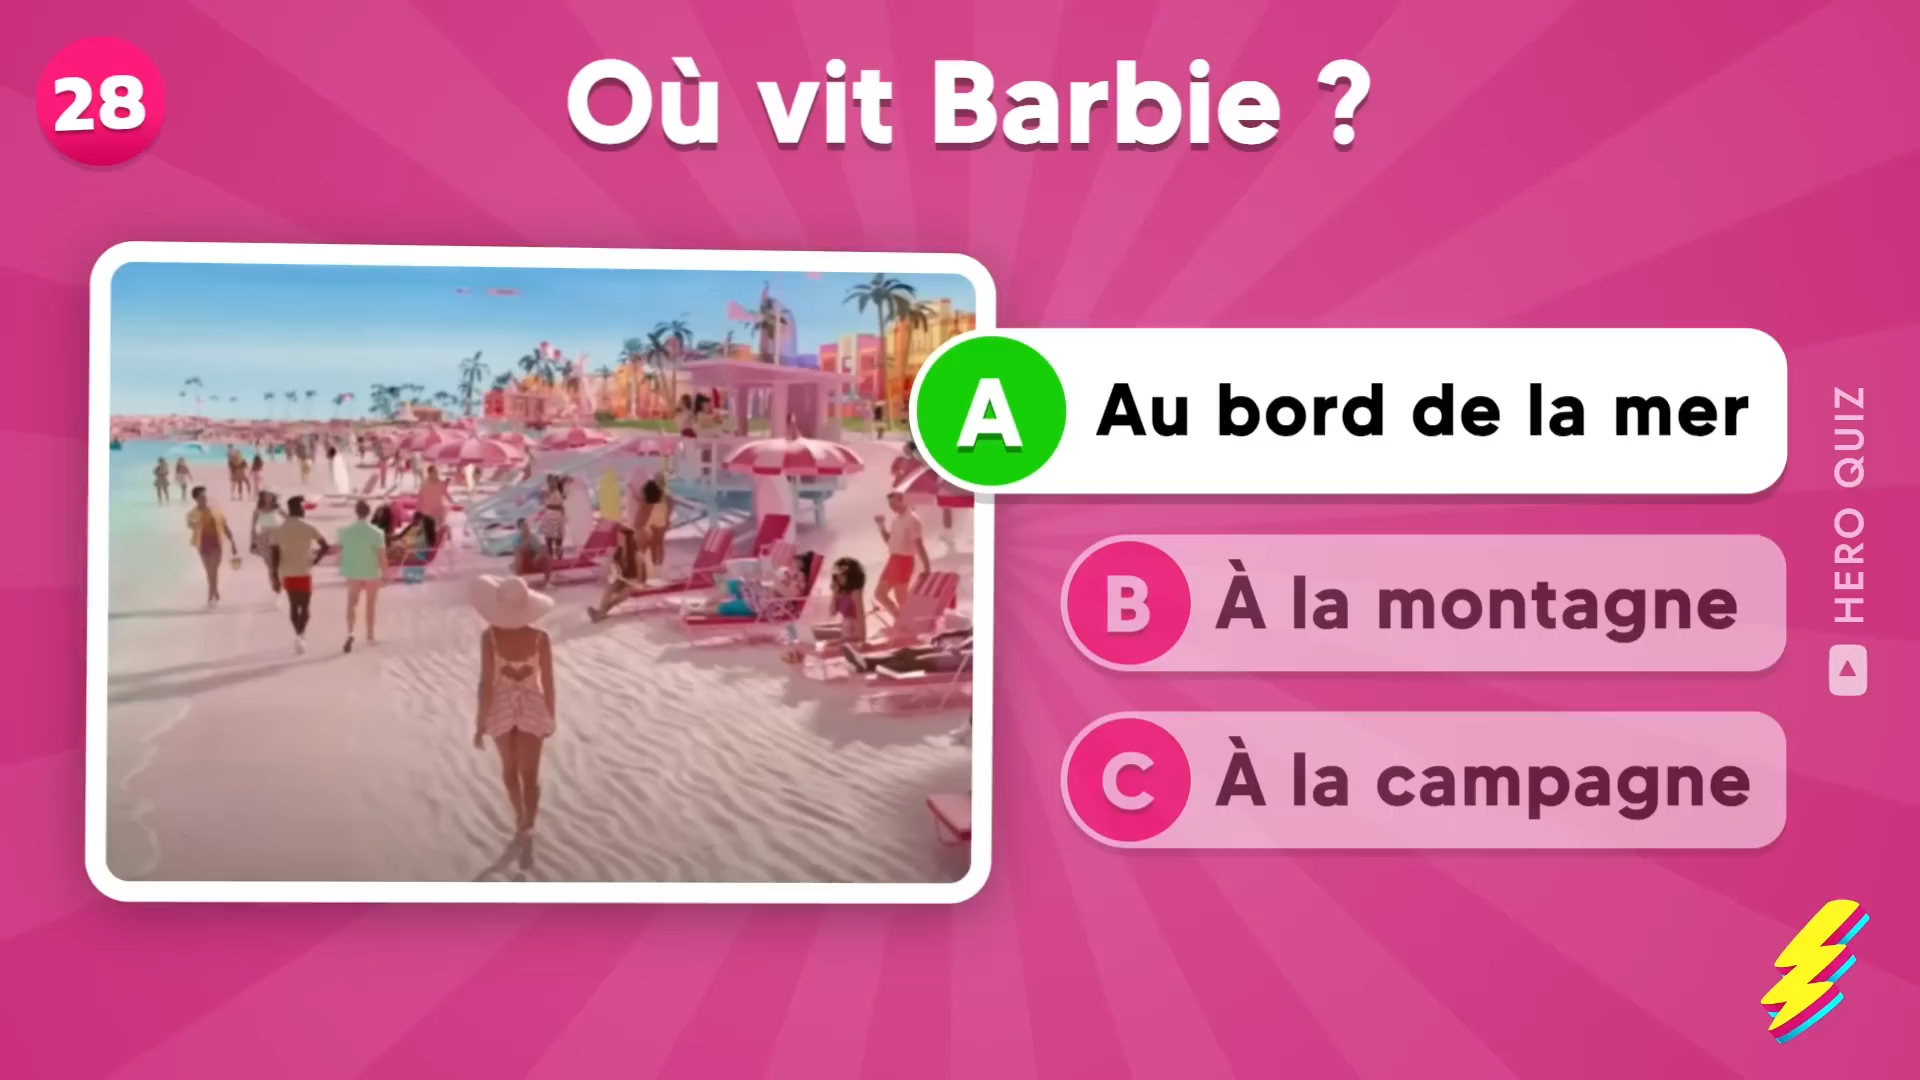 28
Où vit Barbie ?
A Au bord de la mer
B À la montagne
C À la campagne
HERO QUIZ